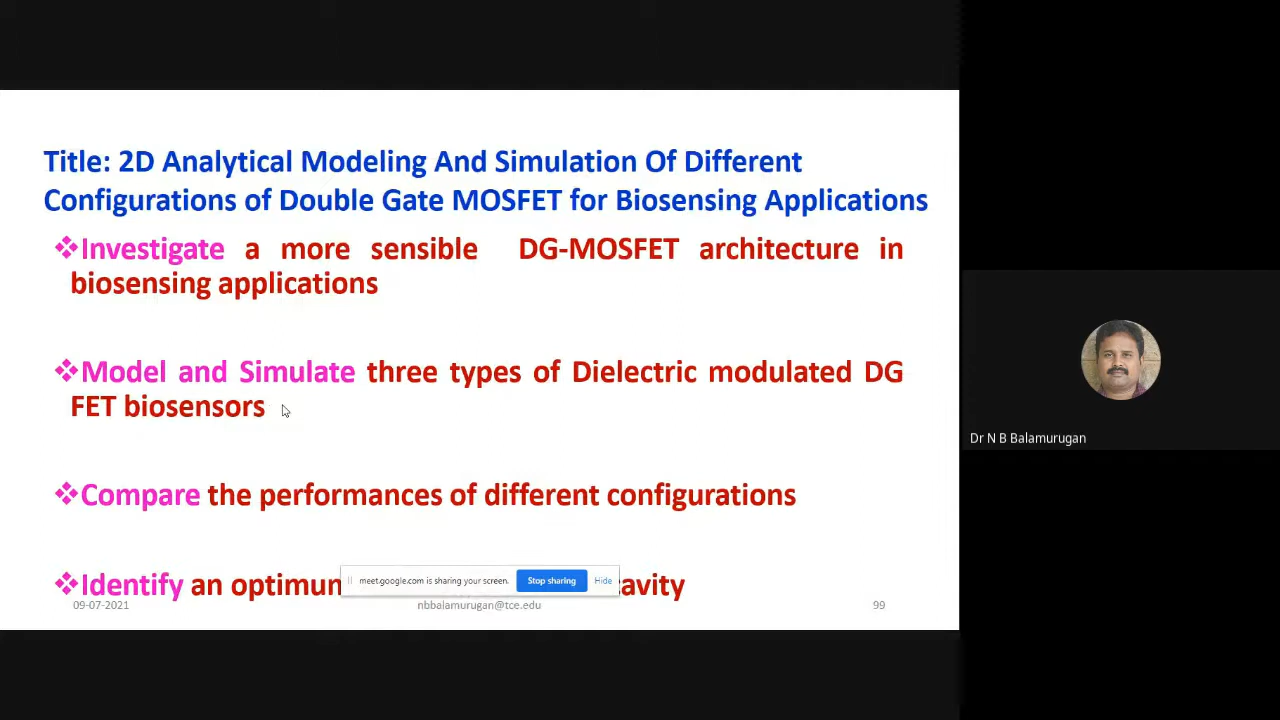 Title: 2D Analytical Modeling And Simulation Of Different
Configurations of Double Gate MOSFET for Biosensing Applications
❖Investigate a more sensible DG-MOSFET architecture in
biosensing applications
❖Model and Simulate three types of Dielectric modulated DG
FET biosensors
❖Compare the performances of different configurations
❖Identify an optimum
meet.google.com is sharing your screen. Stop sharing Hide
cavity
09-07-2021
nbbalamurugan@tce.edu
99
Dr N B Balamurugan